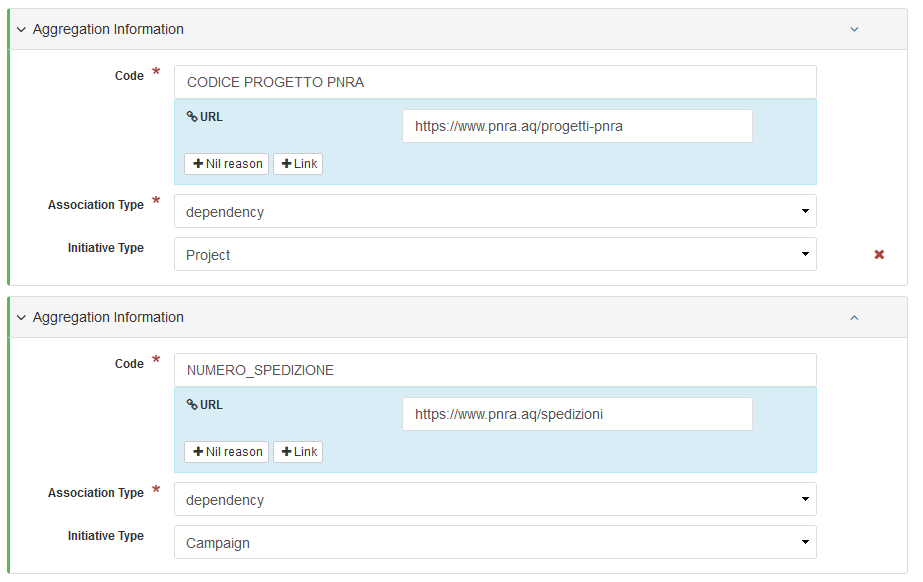 Aggregation Information
Code *
CODICE PROGETTO PNRA
URL
https://www.pnra.aq/progetti-pnra
Nil reason Link
Association Type *
dependency
Initiative Type
Project
Aggregation Information
Code *
NUMERO_SPEDIZIONE
URL
https://www.pnra.aq/spedizioni
Nil reason Link
Association Type *
dependency
Initiative Type
Campaign